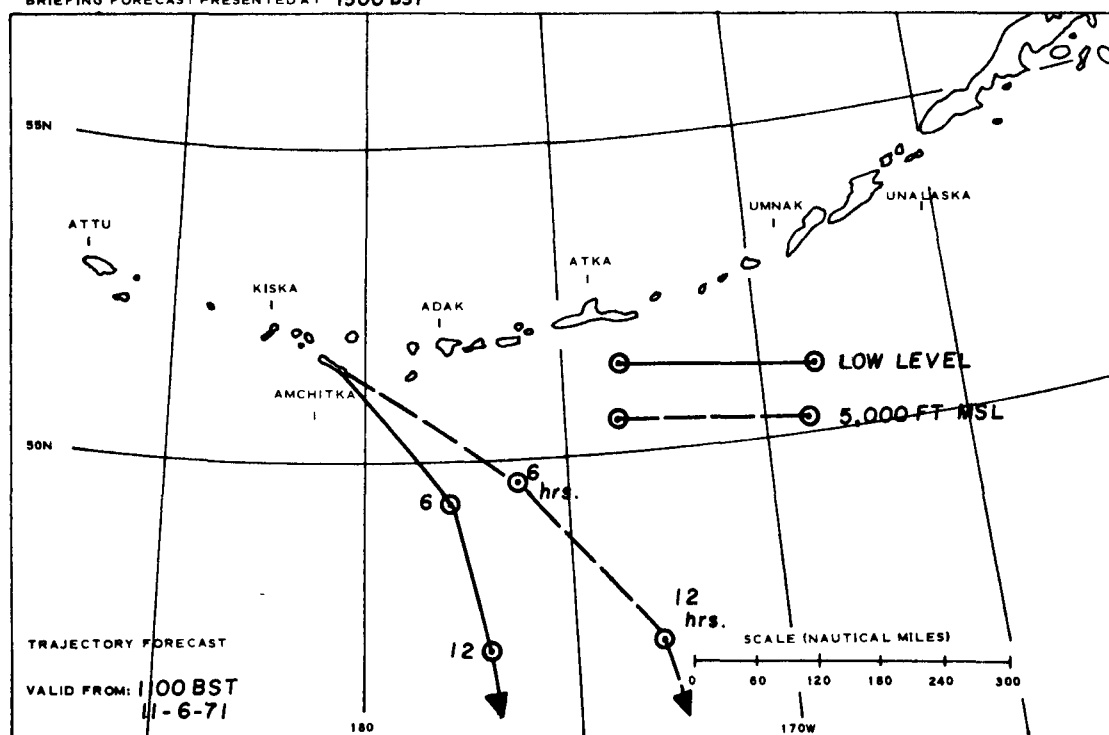 BRIEFING FORECAST PRESENTED AT 1500 BST
55N
ATTU
UMNAK
UNALASKA
ATKA
KISKA
ADAK
LOW LEVEL
AMCHITKA
5,000 FT MSL
50N
6
hrs.
6
12
hrs.
12
TRAJECTORY FORECAST
SCALE (NAUTICAL MILES)
0 60 120 180 240 300
VALID FROM: 1100 BST
11-6-71
180
170W